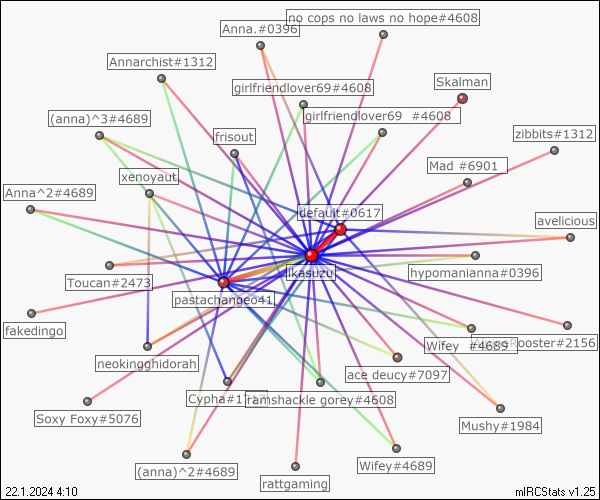 no cops no laws no hope#4608
Anna.#0396
Annarchist#1312
Skalman
girlfriendlover69#4608
girlfriendlover69 #4608
(anna)^3#4689
frisout
zibbits#1312
Mad #6901
xenoyaut
Anna^2#4689
default#0617
avelicious
Ikasuzu
hypomanianna#0396
Toucan#2473
pastachangeo41
fakedingo
Wifey #4689
Rooster#2156
neokingghidorah
ace deucy#7097
Cypha#1
ramshackle gorey#4608
Soxy Foxy#5076
Mushy#1984
(anna)^2#4689
Wifey#4689
rattgaming
22.1.2024 4:10
mIRCStats v1.25